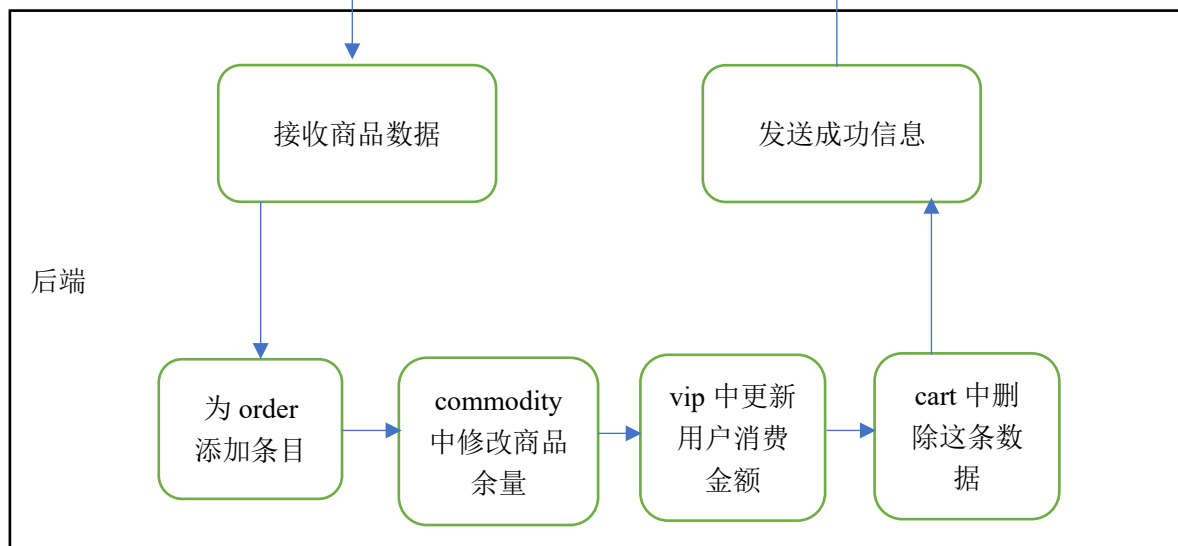 接收商品数据
发送成功信息
后端
为 order
添加条目
commodity
中修改商品
余量
vip 中更新
用户消费
金额
cart 中删
除这条数
据